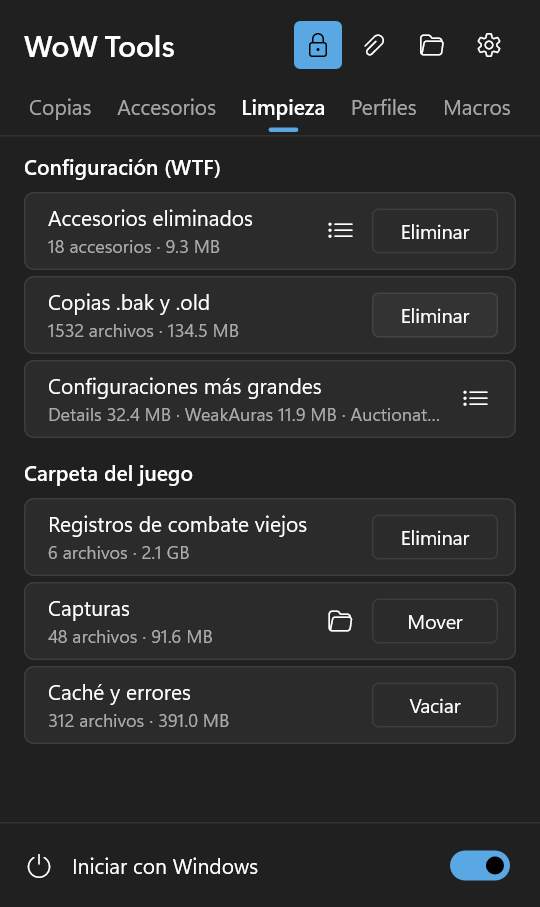 WoW Tools
Copias Accesorios Limpieza Perfiles Macros
Configuración (WTF)
Accesorios eliminados
18 accesorios · 9.3 MB
Eliminar
Copias .bak y .old
1532 archivos · 134.5 MB
Eliminar
Configuraciones más grandes
Details 32.4 MB · WeakAuras 11.9 MB · Auctionat...
Carpeta del juego
Registros de combate viejos
6 archivos · 2.1 GB
Eliminar
Capturas
48 archivos · 91.6 MB
Mover
Caché y errores
312 archivos · 391.0 MB
Vaciar
Iniciar con Windows